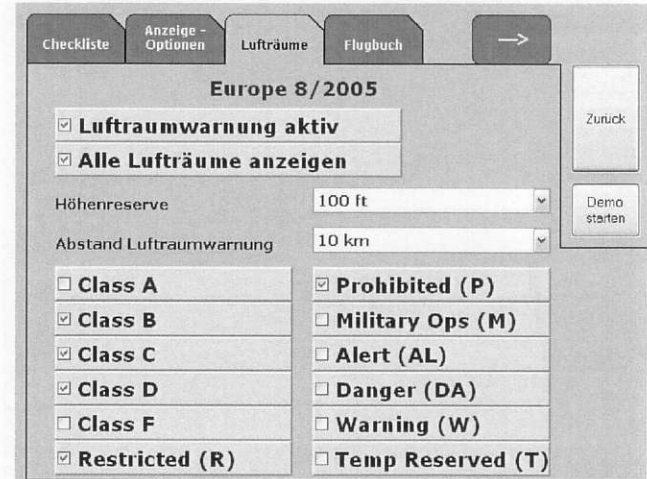 Checkliste
Anzeige -
Optionen
Lufträume
Flugbuch
Europe 8/2005
Luftraumwarnung aktiv
Alle Lufträume anzeigen
Zurück
Höhenreserve
100 ft
Demo
starten
Abstand Luftraumwarnung
10 km
Class A
Prohibited (P)
Class B
Military Ops (M)
Class C
Alert (AL)
Class D
Danger (DA)
Class F
Warning (W)
Restricted (R)
Temp Reserved (T)